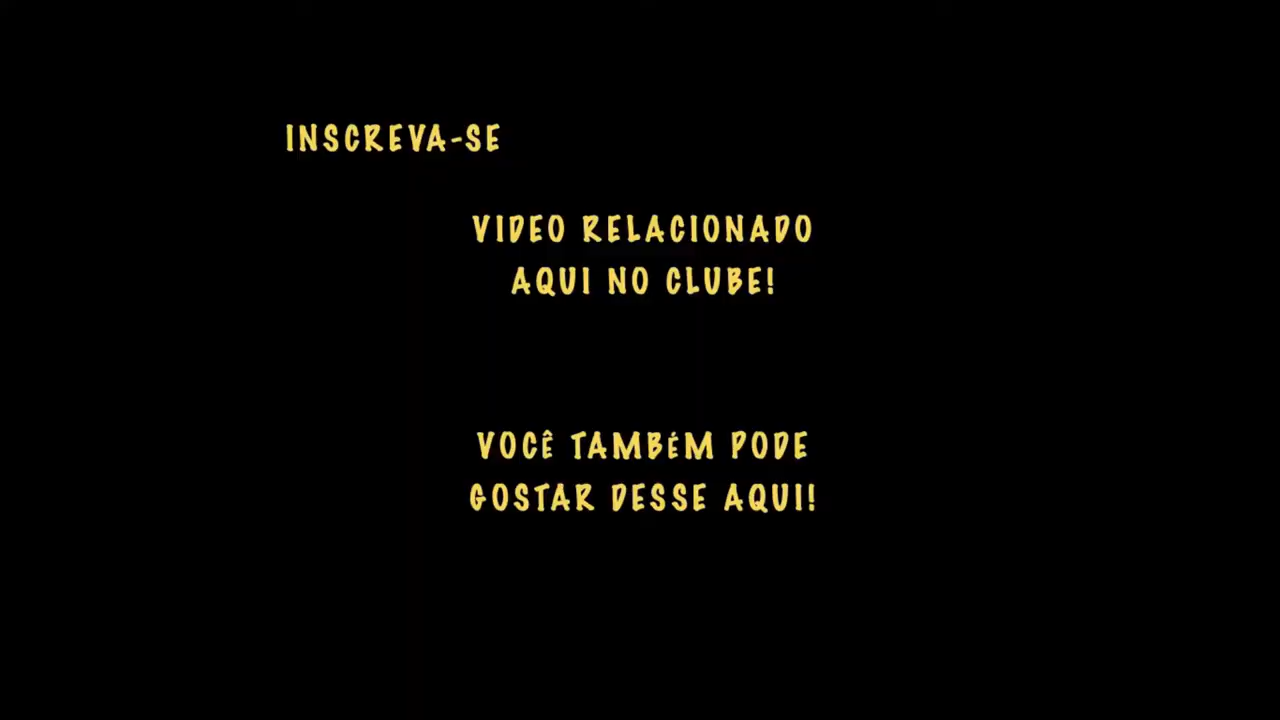 INSCREVA-SE
VIDEO RELACIONADO
AQUI NO CLUBE!
VOCÊ TAMBÉM PODE
GOSTAR DESSE AQUI!